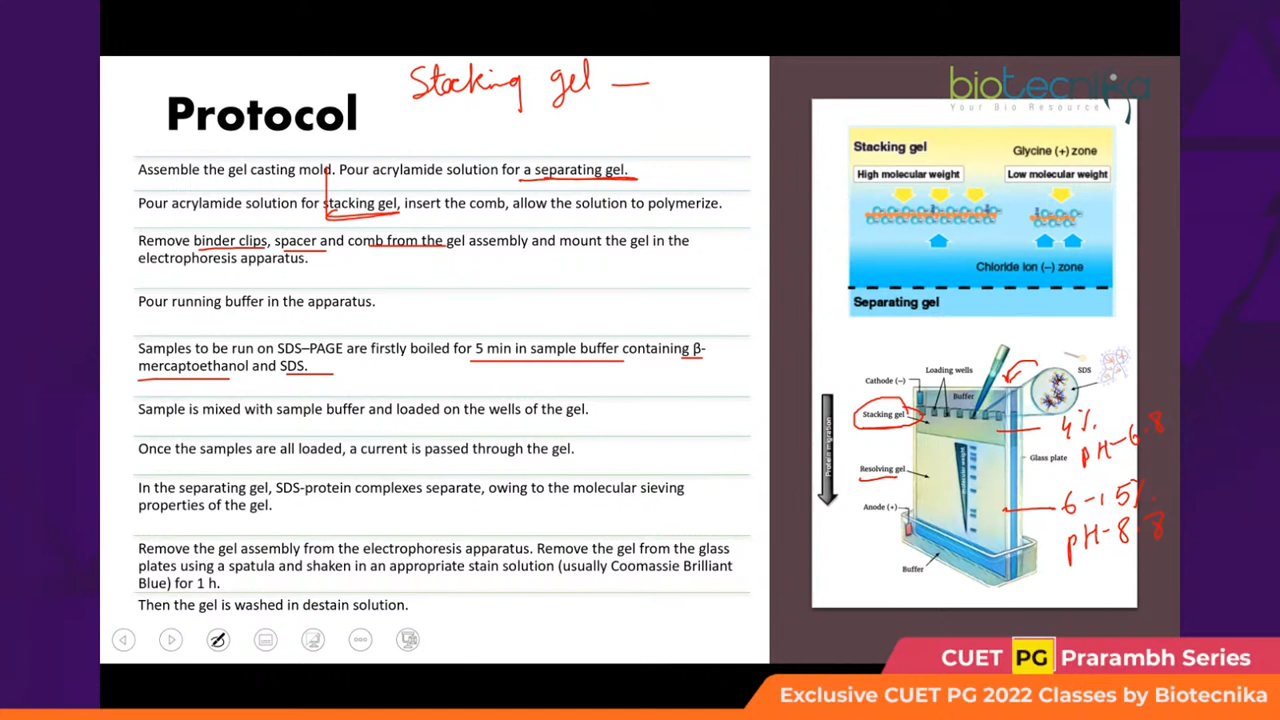 Stacking gel —
biotecnika
Your Bio Resource
Protocol
Assemble the gel casting mold. Pour acrylamide solution for a separating gel.
Pour acrylamide solution for stacking gel, insert the comb, allow the solution to polymerize.
Remove binder clips, spacer and comb from the gel assembly and mount the gel in the
electrophoresis apparatus.
Pour running buffer in the apparatus.
Samples to be run on SDS–PAGE are firstly boiled for 5 min in sample buffer containing β-
mercaptoethanol and SDS.
Sample is mixed with sample buffer and loaded on the wells of the gel.
Once the samples are all loaded, a current is passed through the gel.
In the separating gel, SDS-protein complexes separate, owing to the molecular sieving
properties of the gel.
Remove the gel assembly from the electrophoresis apparatus. Remove the gel from the glass
plates using a spatula and shaken in an appropriate stain solution (usually Coomassie Brilliant
Blue) for 1 h.
Then the gel is washed in destain solution.
Stacking gel
Glycine (+) zone
High molecular weight
Low molecular weight
Chloride ion (–) zone
Separating gel
Loading wells
SDS
Cathode (–)
Buffer
Stacking gel
4%.
pH-6.8
Glass plate
Protein migration
Molecular weight
Resolving gel
6-15%.
pH-8.8
Anode (+)
Buffer
CUET PG Prarambh Series
Exclusive CUET PG 2022 Classes by Biotecnika